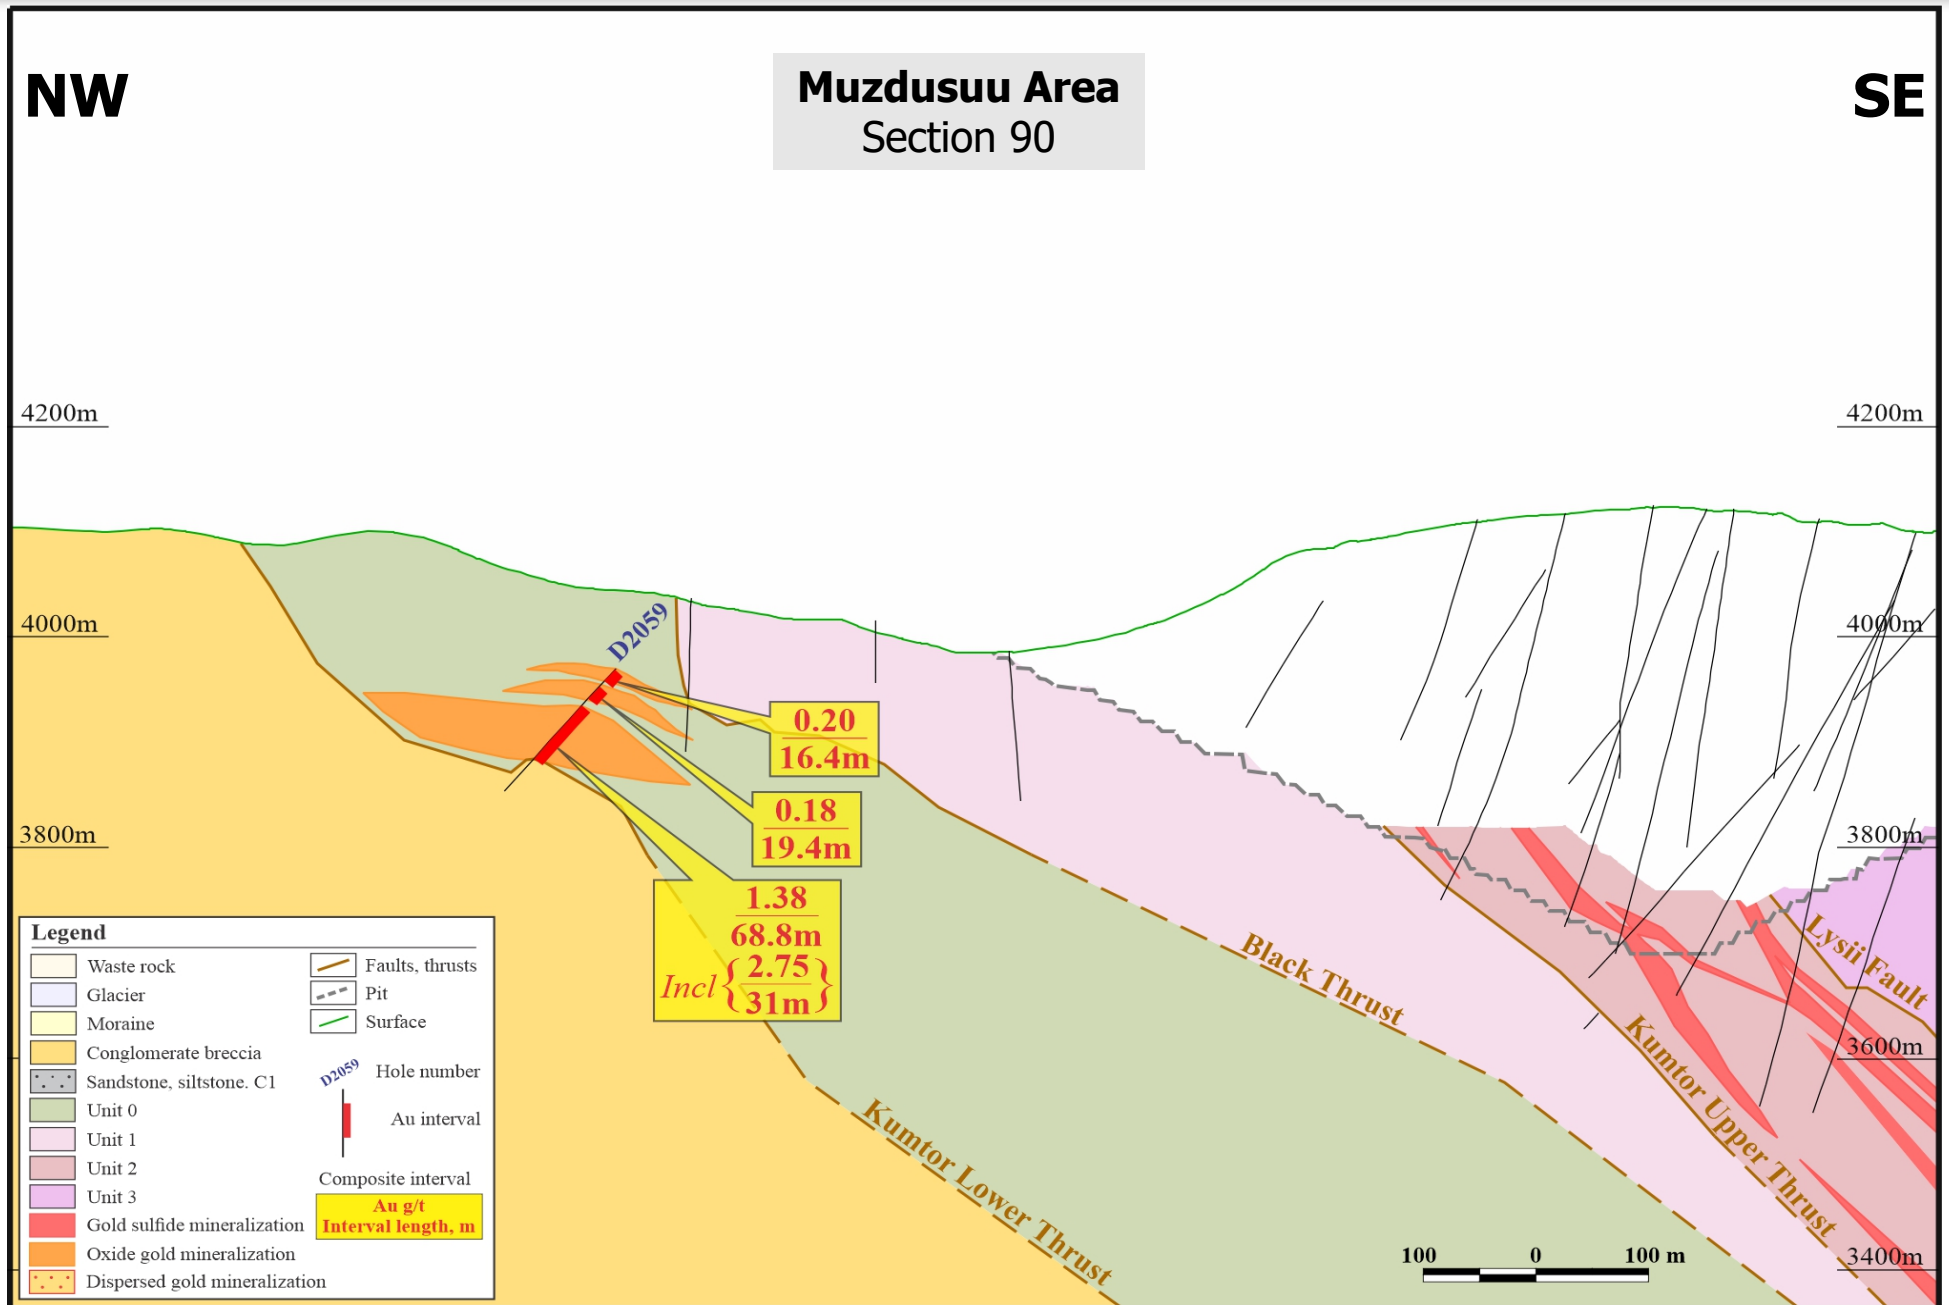 NW
Muzdusuu Area
Section 90
SE
4200m
4200m
4000m
4000m
D2059
0.20
16.4m
0.18
19.4m
3800m
3800m
1.38
68.8m
Incl { 2.75 }
31m
Black Thrust
Lysii Fault
Kumtor Upper Thrust
Kumtor Lower Thrust
3600m
3400m
100 0 100 m
Legend
Waste rock
Glacier
Moraine
Conglomerate breccia
Sandstone, siltstone. C1
Unit 0
Unit 1
Unit 2
Unit 3
Gold sulfide mineralization
Oxide gold mineralization
Dispersed gold mineralization
Faults, thrusts
Pit
Surface
D2059 Hole number
Au interval
Composite interval
Au g/t
Interval length, m